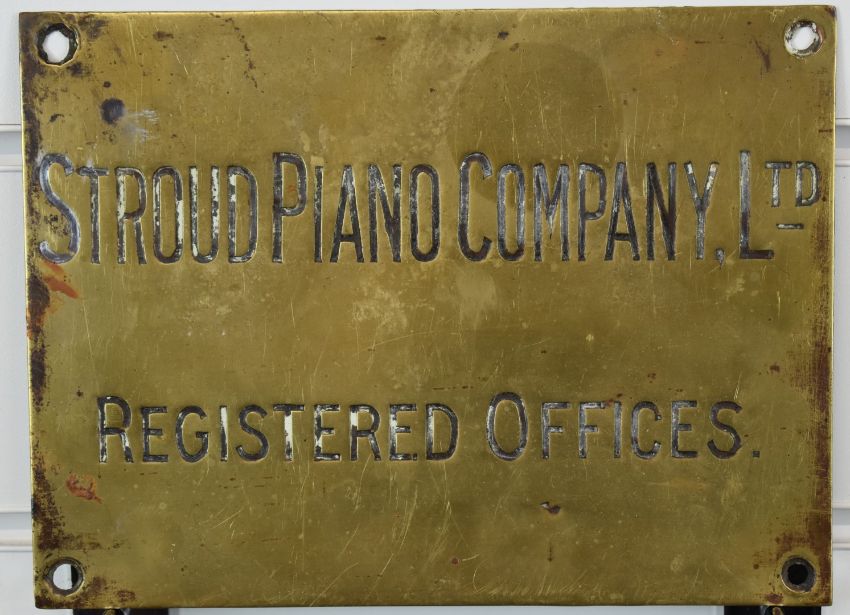 STROUD PIANO COMPANY, LTD
REGISTERED OFFICES.